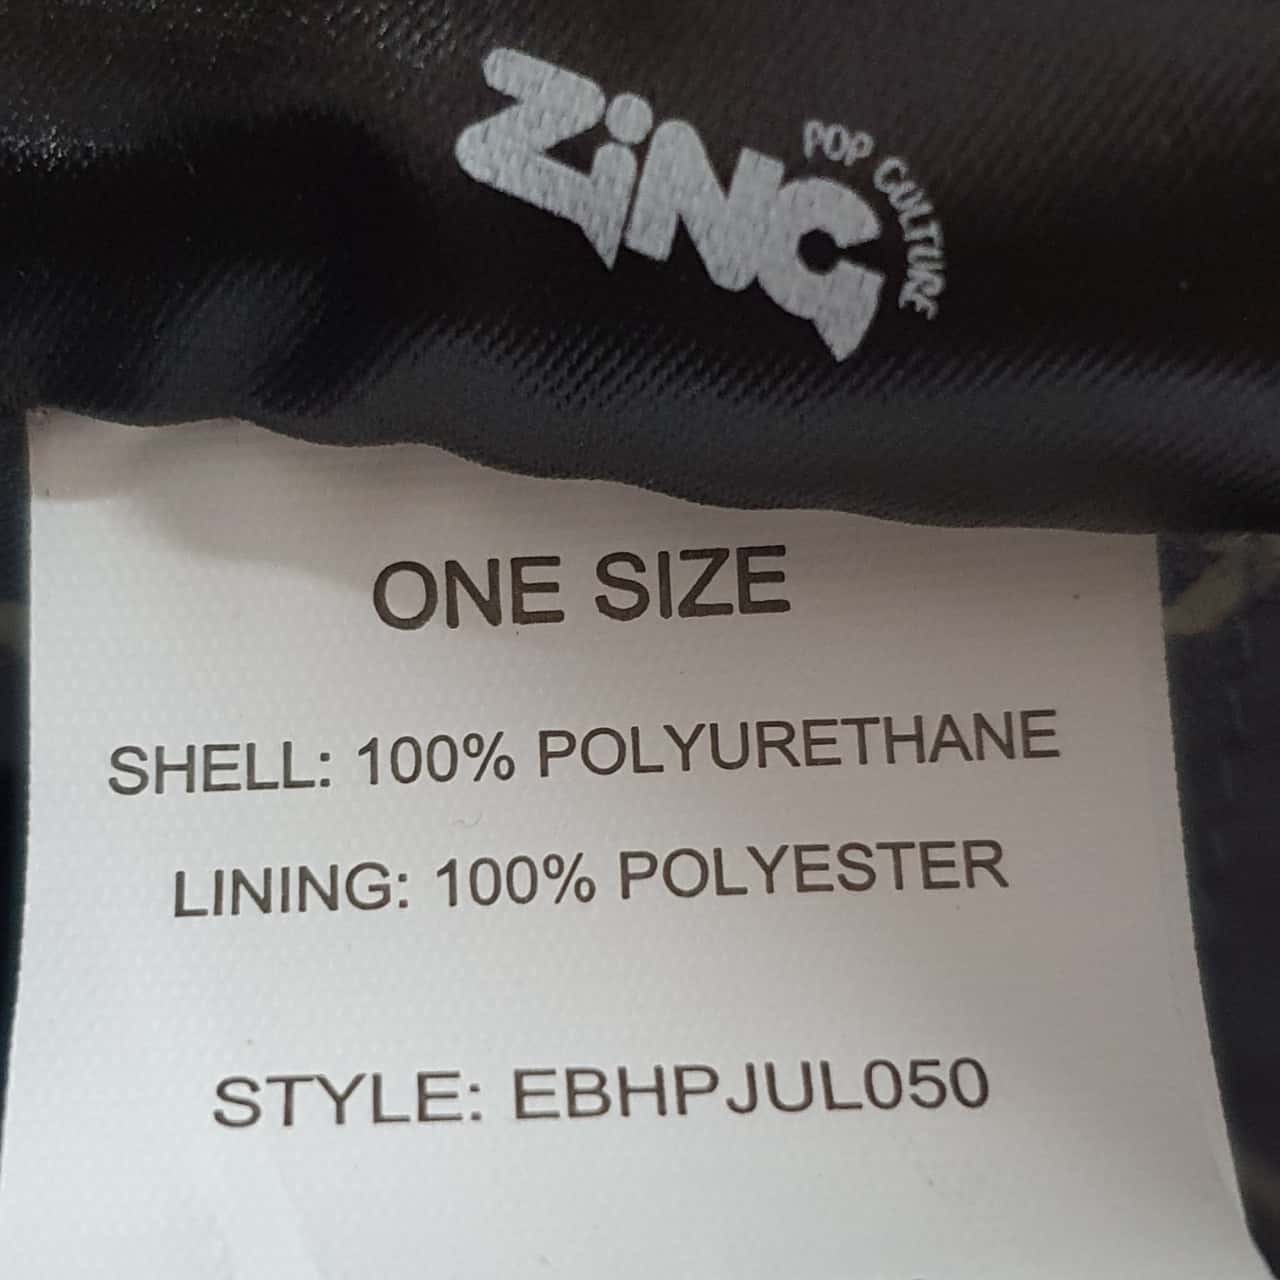 ZiNG
POP CULTURE
ONE SIZE
SHELL: 100% POLYURETHANE
LINING: 100% POLYESTER
STYLE: EBHPJUL050